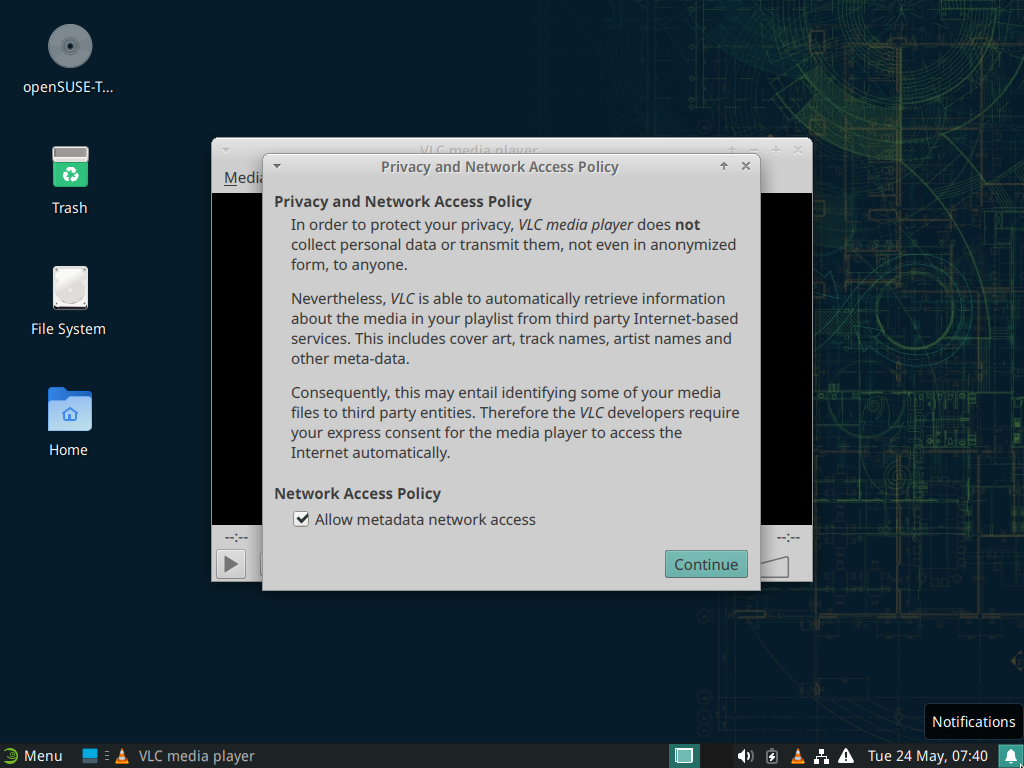 openSUSE-T...
Trash
File System
Home
VLC media player
Media
Privacy and Network Access Policy
Privacy and Network Access Policy
In order to protect your privacy, VLC media player does not
collect personal data or transmit them, not even in anonymized
form, to anyone.
Nevertheless, VLC is able to automatically retrieve information
about the media in your playlist from third party Internet-based
services. This includes cover art, track names, artist names and
other meta-data.
Consequently, this may entail identifying some of your media
files to third party entities. Therefore the VLC developers require
your express consent for the media player to access the
Internet automatically.
Network Access Policy
Allow metadata network access
--:--
--:--
Continue
Notifications
Menu
VLC media player
Tue 24 May, 07:40